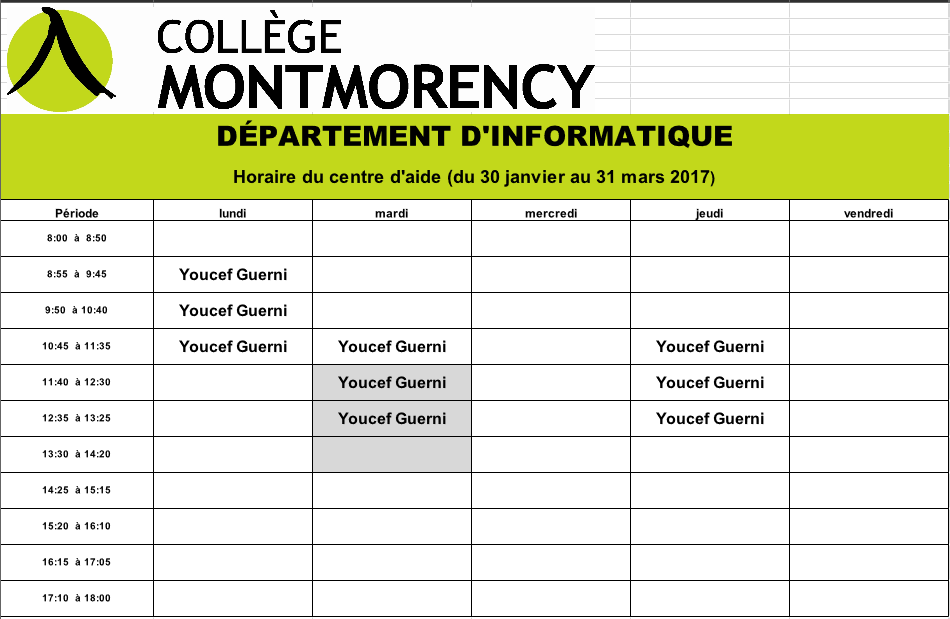 COLLÈGE
MONTMORENCY
DÉPARTEMENT D'INFORMATIQUE
Horaire du centre d'aide (du 30 janvier au 31 mars 2017)
Période lundi mardi mercredi jeudi vendredi
8:00 à 8:50
8:55 à 9:45 Youcef Guerni
9:50 à 10:40 Youcef Guerni
10:45 à 11:35 Youcef Guerni Youcef Guerni Youcef Guerni
11:40 à 12:30 Youcef Guerni Youcef Guerni
12:35 à 13:25 Youcef Guerni Youcef Guerni
13:30 à 14:20
14:25 à 15:15
15:20 à 16:10
16:15 à 17:05
17:10 à 18:00